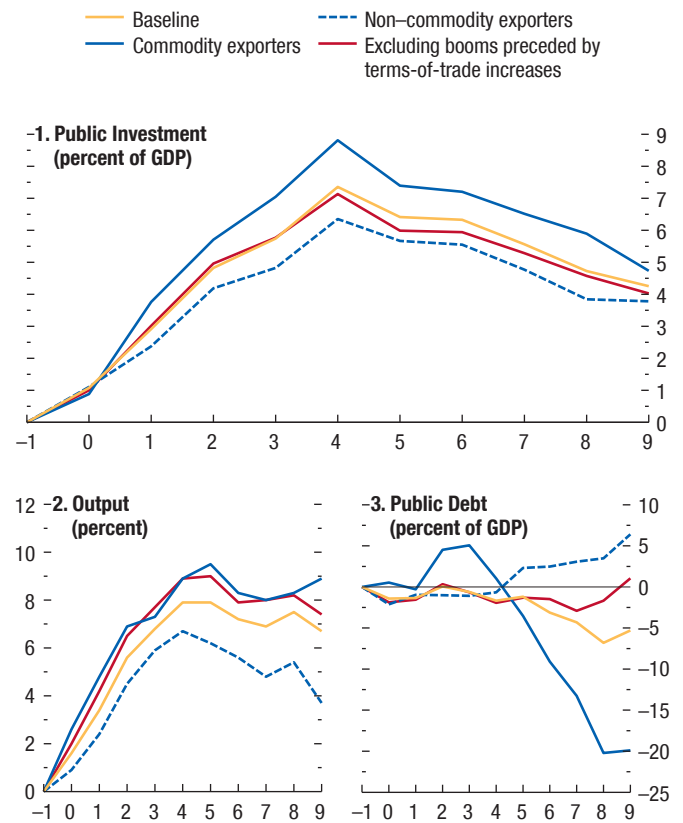 Baseline
Commodity exporters
Non–commodity exporters
Excluding booms preceded by
terms-of-trade increases
1. Public Investment
(percent of GDP)
9
8
7
6
5
4
3
2
1
0
–1 0 1 2 3 4 5 6 7 8 9
2. Output
(percent)
12
10
8
6
4
2
0
–1 0 1 2 3 4 5 6 7 8 9
3. Public Debt
(percent of GDP)
10
5
0
–5
–10
–15
–20
–25
–1 0 1 2 3 4 5 6 7 8 9